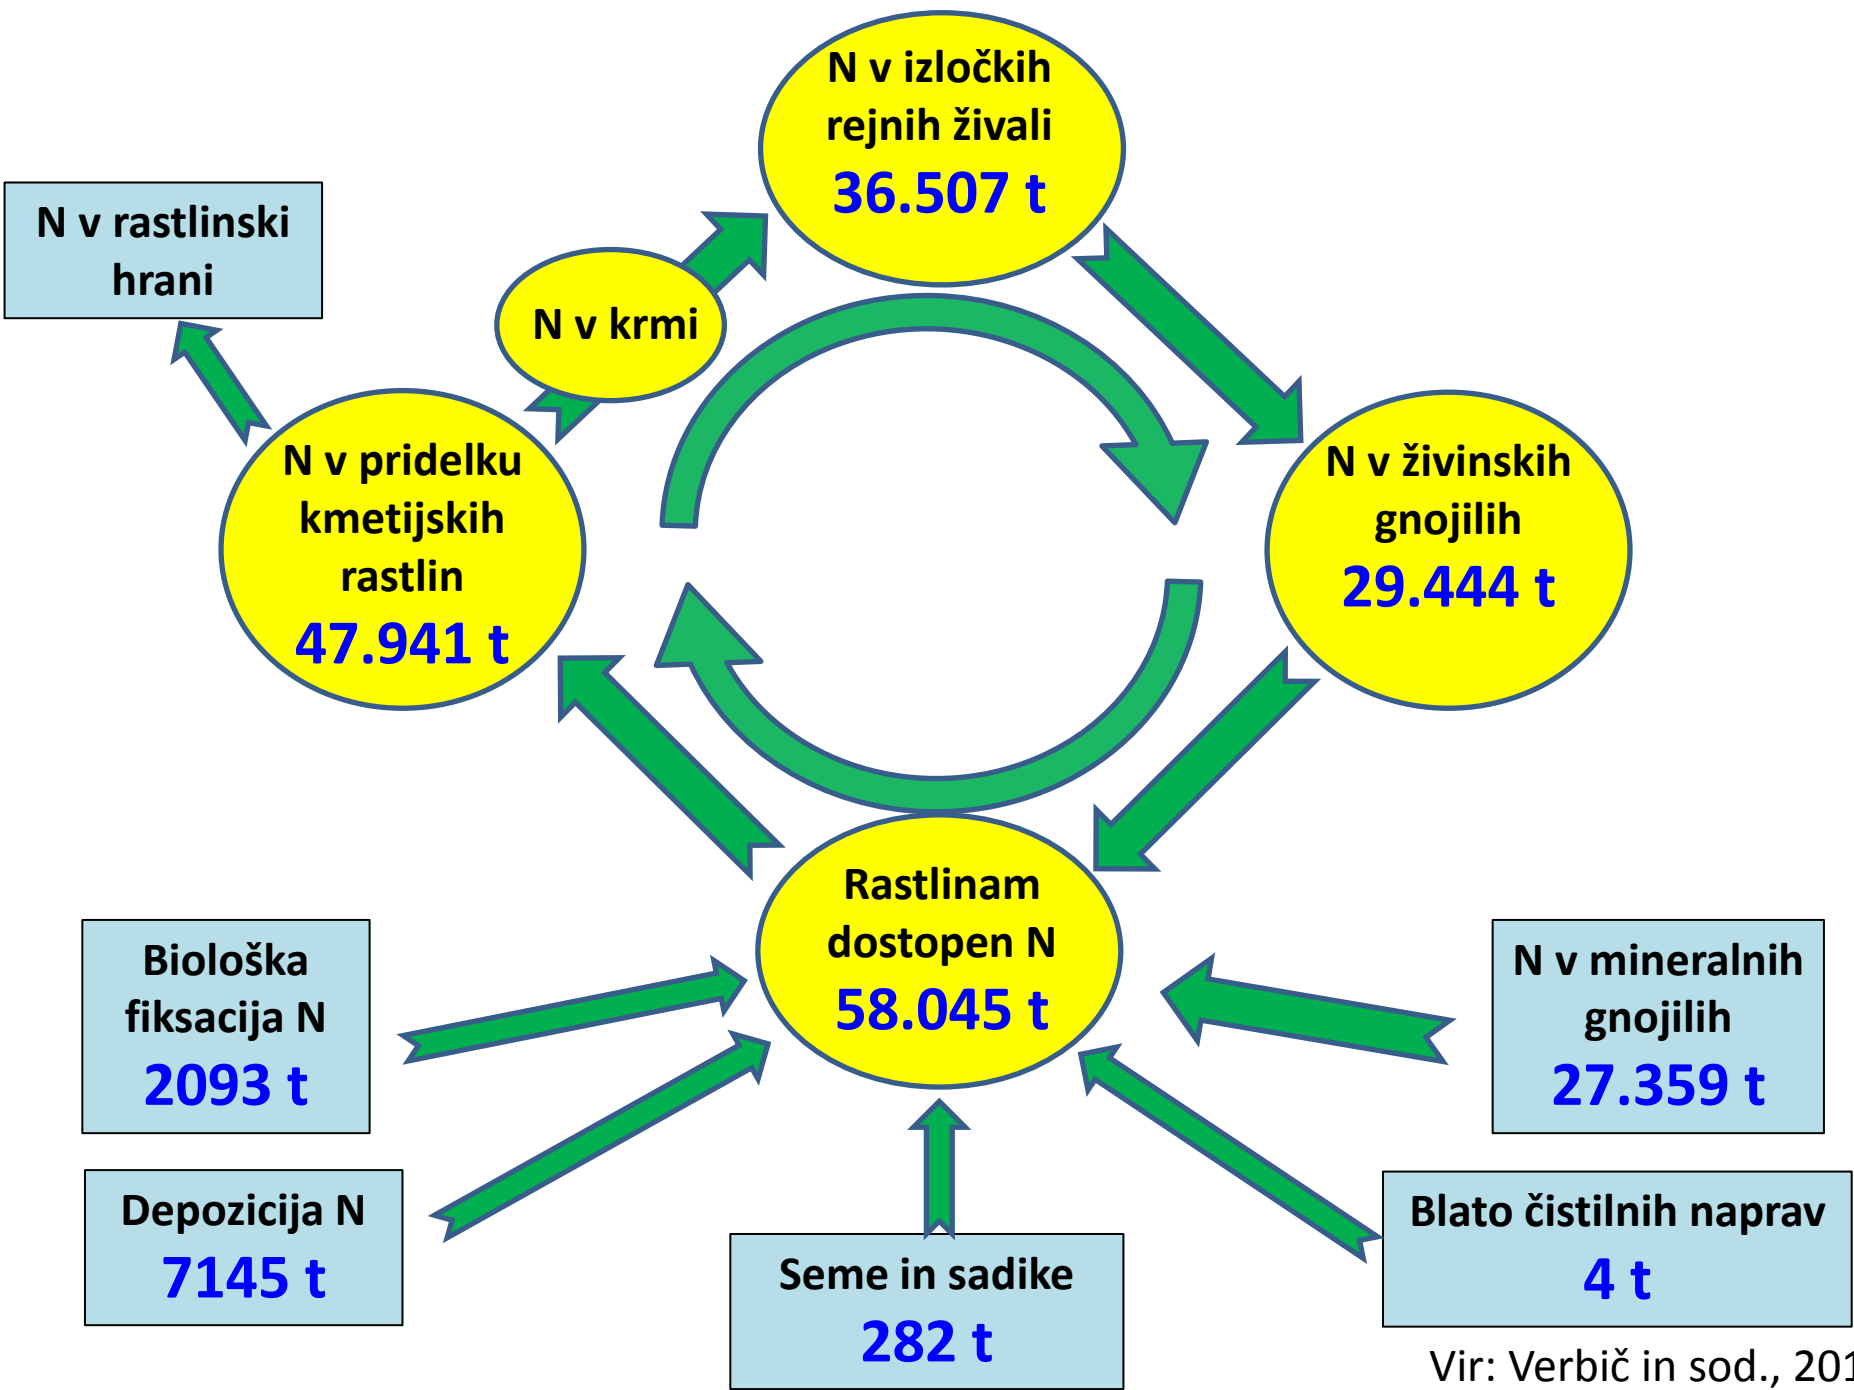 N v izločkih
rejnih živali
36.507 t
N v rastlinski
hrani
N v krmi
N v pridelku
kmetijskih
rastlin
47.941 t
N v živinskih
gnojilih
29.444 t
Rastlinam
dostopen N
58.045 t
Biološka
fiksacija N
2093 t
N v mineralnih
gnojilih
27.359 t
Depozicija N
7145 t
Seme in sadike
282 t
Blato čistilnih naprav
4 t
Vir: Verbič in sod.,